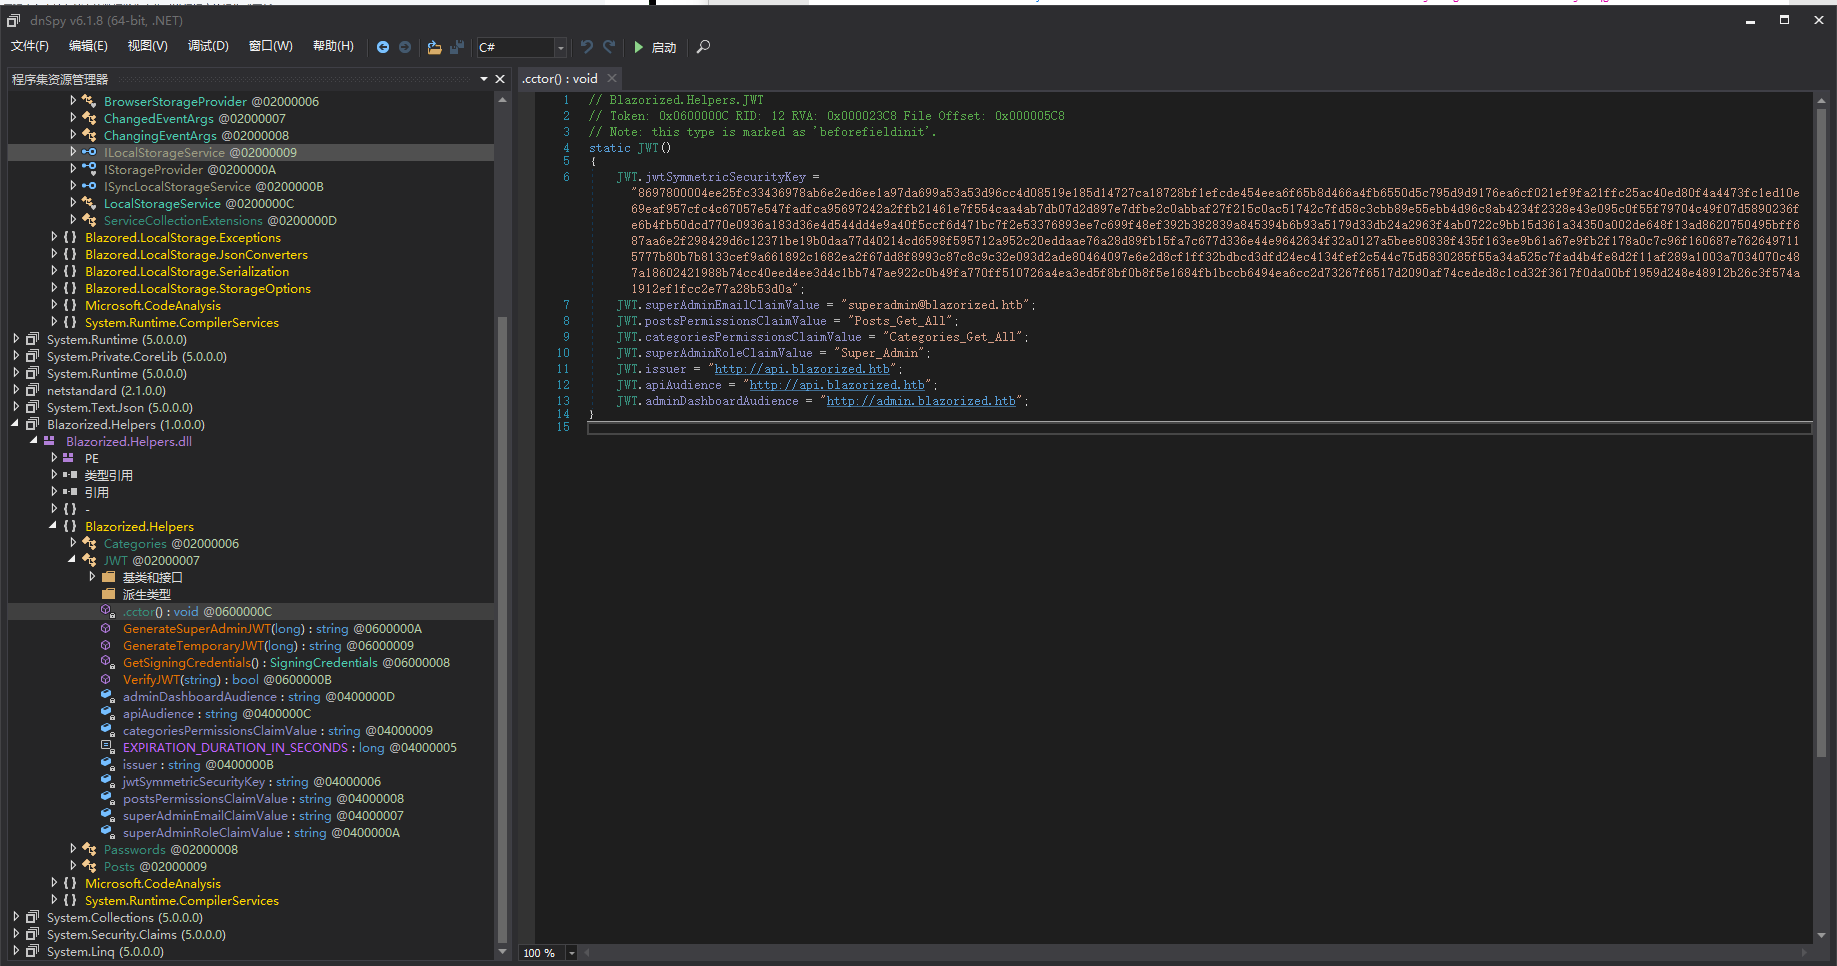 dnSpy v6.1.8 (64-bit, .NET)
文件(F) 编辑(E) 视图(V) 调试(D) 窗口(W) 帮助(H) C# 启动
程序集资源管理器
BrowserStorageProvider @02000006
ChangedEventArgs @02000007
ChangingEventArgs @02000008
ILocalStorageService @02000009
IStorageProvider @0200000A
ISyncLocalStorageService @0200000B
LocalStorageService @0200000C
ServiceCollectionExtensions @0200000D
{ } Blazored.LocalStorage.Exceptions
{ } Blazored.LocalStorage.JsonConverters
{ } Blazored.LocalStorage.Serialization
{ } Blazored.LocalStorage.StorageOptions
{ } Microsoft.CodeAnalysis
{ } System.Runtime.CompilerServices
System.Runtime (5.0.0.0)
System.Private.CoreLib (5.0.0.0)
System.Runtime (5.0.0.0)
netstandard (2.1.0.0)
System.Text.Json (5.0.0.0)
Blazorized.Helpers (1.0.0.0)
Blazorized.Helpers.dll
PE
类型引用
引用
{ } -
{ } Blazorized.Helpers
Categories @02000006
JWT @02000007
基类和接口
派生类型
.cctor() : void @0600000C
GenerateSuperAdminJWT(long) : string @0600000A
GenerateTemporaryJWT(long) : string @06000009
GetSigningCredentials() : SigningCredentials @06000008
VerifyJWT(string) : bool @0600000B
adminDashboardAudience : string @0400000D
apiAudience : string @0400000C
categoriesPermissionsClaimValue : string @04000009
EXPIRATION_DURATION_IN_SECONDS : long @04000005
issuer : string @0400000B
jwtSymmetricSecurityKey : string @04000006
postsPermissionsClaimValue : string @04000008
superAdminEmailClaimValue : string @04000007
superAdminRoleClaimValue : string @0400000A
Passwords @02000008
Posts @02000009
{ } Microsoft.CodeAnalysis
{ } System.Runtime.CompilerServices
System.Collections (5.0.0.0)
System.Security.Claims (5.0.0.0)
System.Linq (5.0.0.0)
.cctor() : void
1 // Blazorized.Helpers.JWT
2 // Token: 0x0600000C RID: 12 RVA: 0x000023C8 File Offset: 0x000005C8
3 // Note: this type is marked as 'beforefieldinit'.
4 static JWT()
5 {
6 JWT.jwtSymmetricSecurityKey =
"8697800004ee25fc33436978ab6e2ed6ee1a97da699a53a53d96cc4d08519e185d14727ca18728bf1efcde454eea6f65b8d466a4fb6550d5c795d9d9176ea6cf021ef9fa21ffc25ac40ed80f4a4473fc1ed10e
69eaf957cfc4c67057e547fadfca95697242a2ffb21461e7f554caa4ab7db07d2d897e7dfbe2c0abbaf27f215c0ac51742c7fd58c3cbb89e55ebb4d96c8ab4234f2328e43e095c0f55f79704c49f07d5890236f
e6b4fb50dcd770e0936a183d36e4d544dd4e9a40f5ccf6d471bc7f2e53376893ee7c699f48ef392b382839a845394b6b93a5179d33db24a2963f4ab0722c9bb15d361a34350a002de648f13ad8620750495bff6
87aa6e2f298429d6c12371be19b0daa77d40214cd6598f595712a952c20eddaae76a28d89fb15fa7c677d336e44e9642634f32a0127a5bee80838f435f163ee9b61a67e9fb2f178a0c7c96f160687e7626497115
5777b80b7b8133cef9a661892c1682ea2f67dd8f8993c87c8c9c32e093d2ade80464097e6e2d8cf1ff32bdbcd3dfd24ec4134fef2c544c75d5830285f55a34a525c7fad4b4fe8d2f11af289a1003a7034070c48
7a18602421988b74cc40eed4ee3d4c1bb747ae922c0b49fa770ff510726a4ea3ed5f8bf0b8f5e1684fb1bccb6494ea6cc2d73267f6517d2090af74ceded8c1cd32f3617f0da00bf1959d248e48912b26c3f574a
1912ef1fcc2e77a28b53d0a";
7 JWT.superAdminEmailClaimValue = "superadmin@blazorized.htb";
8 JWT.postsPermissionsClaimValue = "Posts_Get_All";
9 JWT.categoriesPermissionsClaimValue = "Categories_Get_All";
10 JWT.superAdminRoleClaimValue = "Super_Admin";
11 JWT.issuer = "http://api.blazorized.htb";
12 JWT.apiAudience = "http://api.blazorized.htb";
13 JWT.adminDashboardAudience = "http://admin.blazorized.htb";
14 }
15
100 %